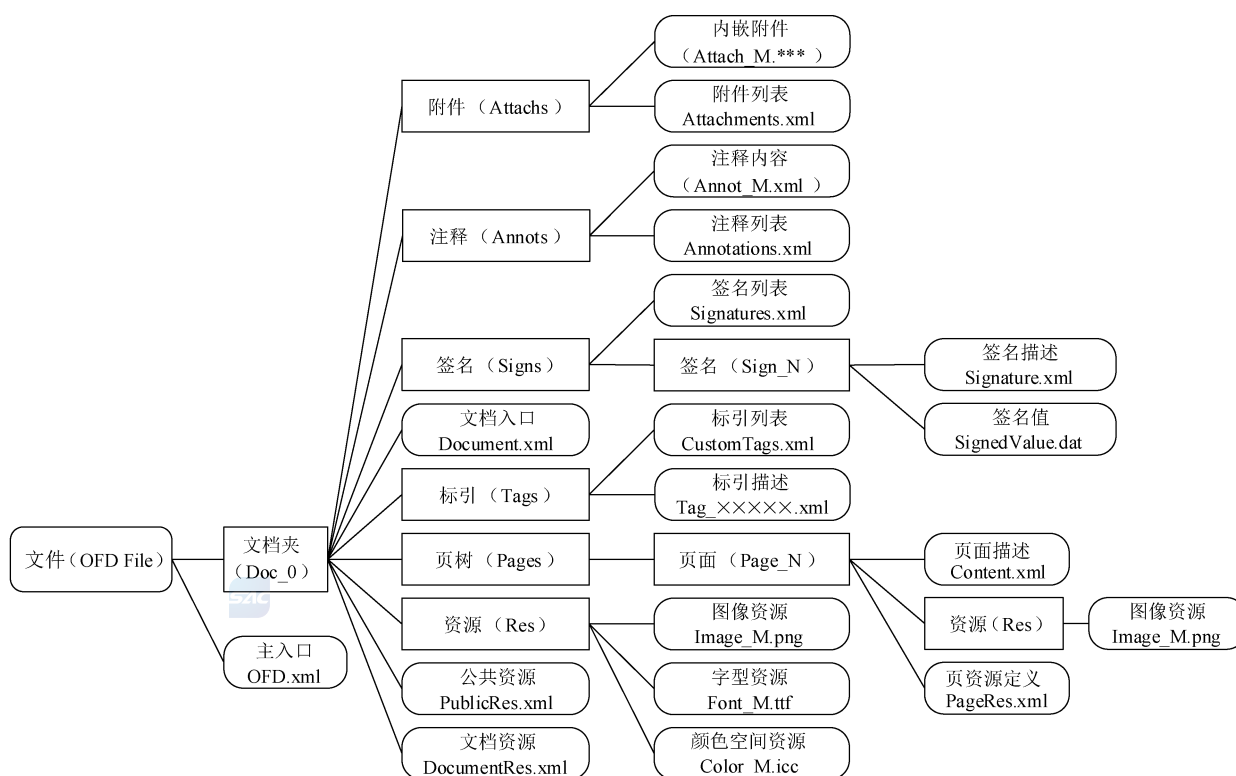 内嵌附件
（Attach_M.*** ）
附件（Attachs）
附件列表
Attachments.xml
注释内容
（Annot_M.xml ）
注释（Annots）
注释列表
Annotations.xml
签名列表
Signatures.xml
签名（Signs）
签名（Sign_N）
签名描述
Signature.xml
签名值
SignedValue.dat
文档入口
Document.xml
标引列表
CustomTags.xml
标引（Tags）
标引描述
Tag_×××××.xml
文件（OFD File）
文档夹
（Doc_0）
SAC
主入口
OFD.xml
页树（Pages）
页面（Page_N）
页面描述
Content.xml
资源（Res）
图像资源
Image_M.png
资源（Res）
图像资源
Image_M.png
公共资源
PublicRes.xml
字型资源
Font_M.ttf
页资源定义
PageRes.xml
文档资源
DocumentRes.xml
颜色空间资源
Color_M.icc